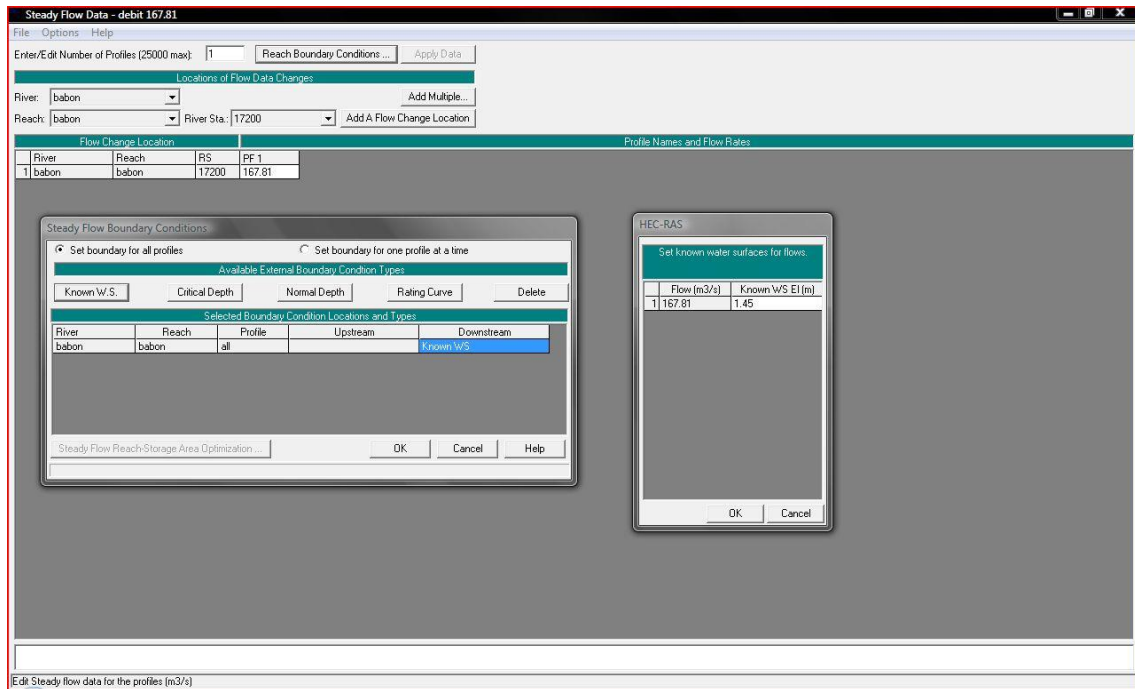 Steady Flow Data - debit 167.81
File Options Help
Enter/Edit Number of Profiles (25000 max): 1 Reach Boundary Conditions ... Apply Data
Locations of Flow Data Changes
River: babon Add Multiple...
Reach: babon River Sta.: 17200 Add A Flow Change Location
Flow Change Location Profile Names and Flow Rates
River Reach RS PF 1
1 babon babon 17200 167.81
Steady Flow Boundary Conditions
Set boundary for all profiles Set boundary for one profile at a time
Available External Boundary Condtion Types
Known W.S. Critical Depth Normal Depth Rating Curve Delete
Selected Boundary Condition Locations and Types
River Reach Profile Upstream Downstream
babon babon all Known WS
Steady Flow Reach-Storage Area Optimization ... OK Cancel Help
HEC-RAS
Set known water surfaces for flows.
Flow (m3/s) Known WS El (m)
1 167.81 1.45
OK Cancel
Edit Steady flow data for the profiles (m3/s)